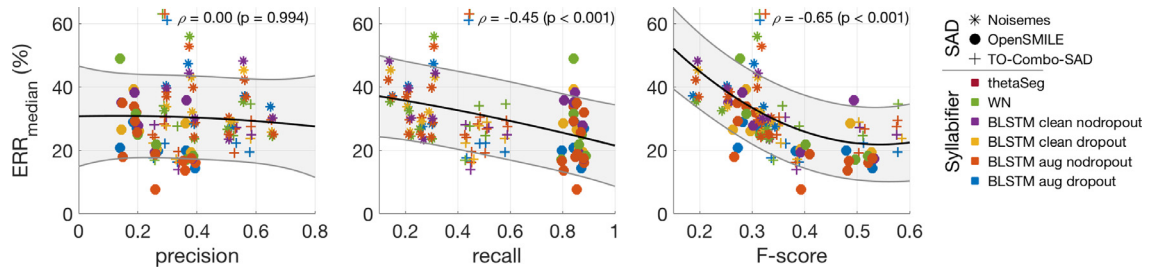 ERR_median (%)
60
40
20
0
ρ = 0.00 (p = 0.994)
0 0.2 0.4 0.6 0.8
precision
60
40
20
0
ρ = -0.45 (p < 0.001)
0.2 0.4 0.6 0.8 1
recall
60
40
20
0
ρ = -0.65 (p < 0.001)
0.2 0.3 0.4 0.5 0.6
F-score
SAD
Noisemes
OpenSMILE
TO-Combo-SAD
Syllabifier
thetaSeg
WN
BLSTM clean nodropout
BLSTM clean dropout
BLSTM aug nodropout
BLSTM aug dropout